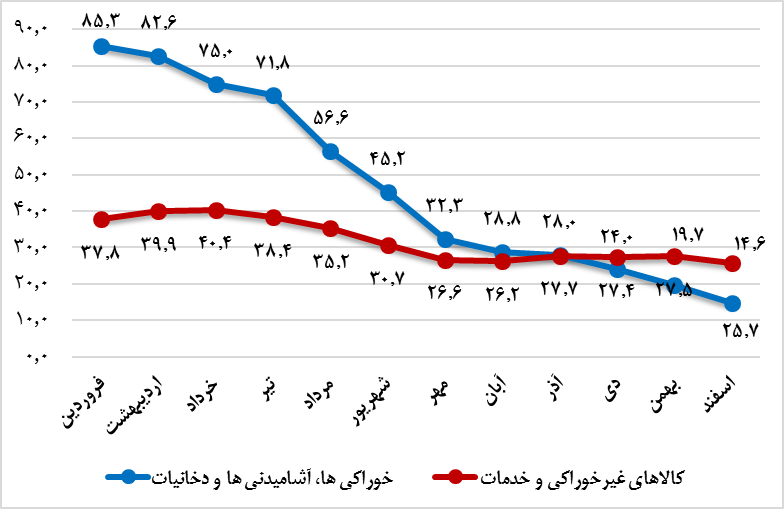 ۹۰,۰
۸۰,۰
۷۰,۰
۶۰,۰
۵۰,۰
۴۰,۰
۳۰,۰
۲۰,۰
۱۰,۰
۰,۰
۸۵,۳ ۸۲,۶ ۷۵,۰ ۷۱,۸ ۵۶,۶ ۴۵,۲ ۳۲,۳ ۲۸,۸ ۲۸,۰ ۲۴,۰ ۱۹,۷ ۱۴,۶
۳۷,۸ ۳۹,۹ ۴۰,۴ ۳۸,۴ ۳۵,۲ ۳۰,۷ ۲۶,۶ ۲۶,۲ ۲۷,۷ ۲۷,۴ ۲۷,۵ ۲۵,۷
فروردین
اردیبهشت
خرداد
تیر
مرداد
شهریور
مهر
آبان
آذر
دی
بهمن
اسفند
خوراکی ها، آشامیدنی ها و دخانیات
کالاهای غیرخوراکی و خدمات